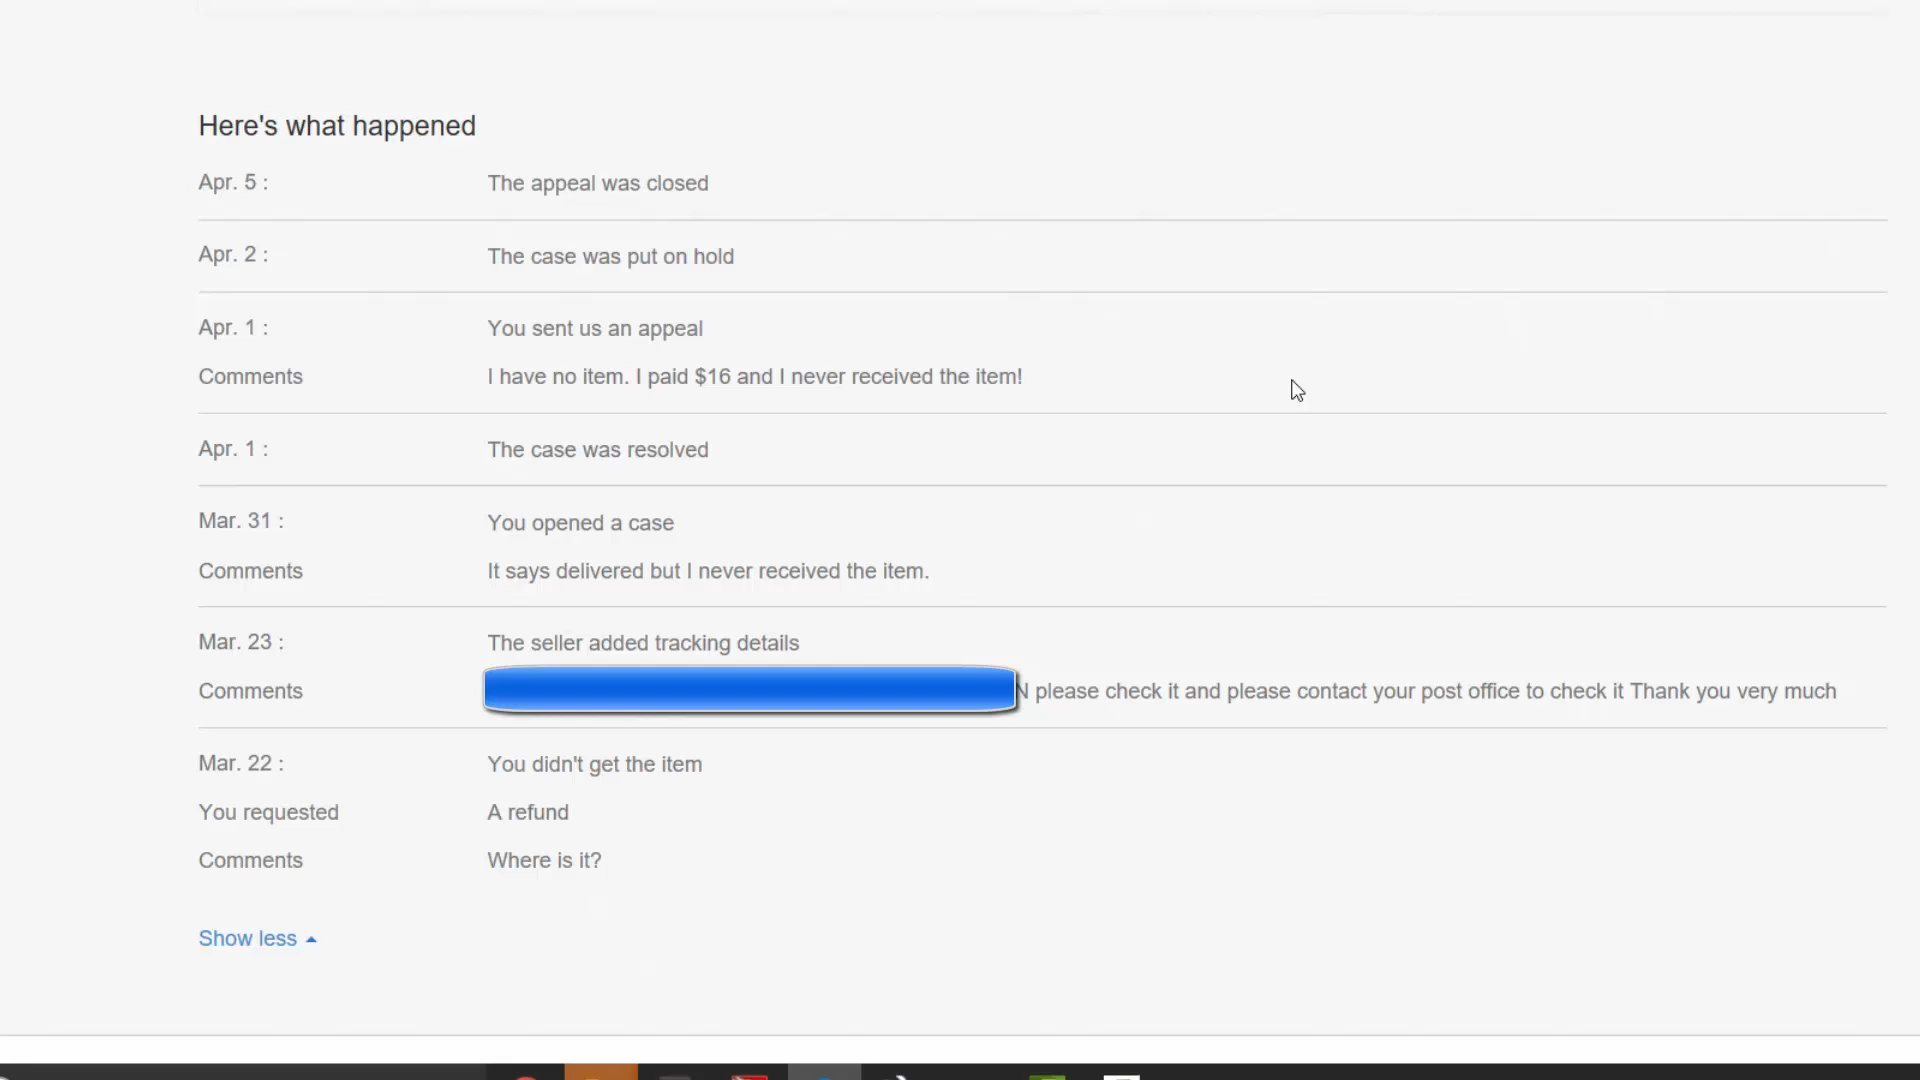 Here's what happened
Apr. 5 : The appeal was closed
Apr. 2 : The case was put on hold
Apr. 1 : You sent us an appeal
Comments I have no item. I paid $16 and I never received the item!
Apr. 1 : The case was resolved
Mar. 31 : You opened a case
Comments It says delivered but I never received the item.
Mar. 23 : The seller added tracking details
Comments N please check it and please contact your post office to check it Thank you very much
Mar. 22 : You didn't get the item
You requested A refund
Comments Where is it?
Show less